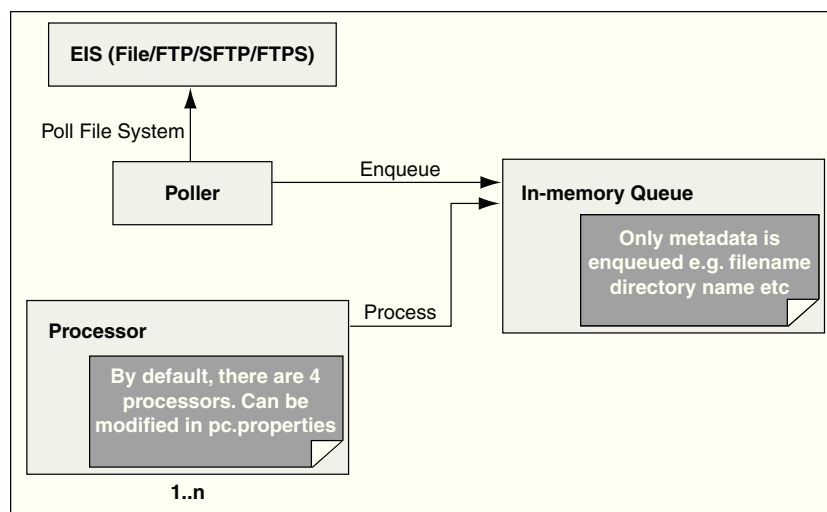 EIS (File/FTP/SFTP/FTPS)
Poll File System
Poller
Enqueue
In-memory Queue
Only metadata is
enqueued e.g. filename
directory name etc
Process
Processor
By default, there are 4
processors. Can be
modified in pc.properties
1..n